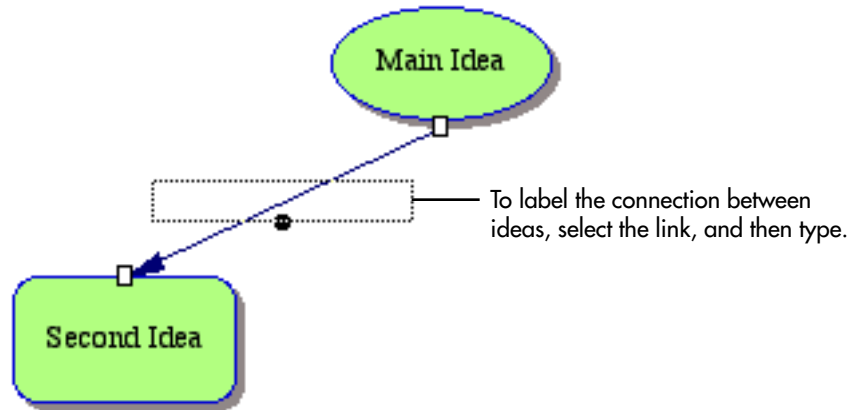 Main Idea
To label the connection between
ideas, select the link, and then type.
Second Idea